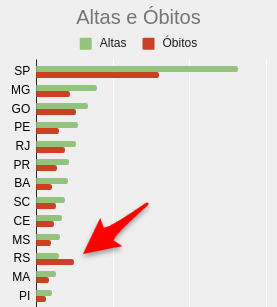 Altas e Óbitos
Altas Óbitos
SP
MG
GO
PE
RJ
PR
BA
SC
CE
MS
RS
MA
PI